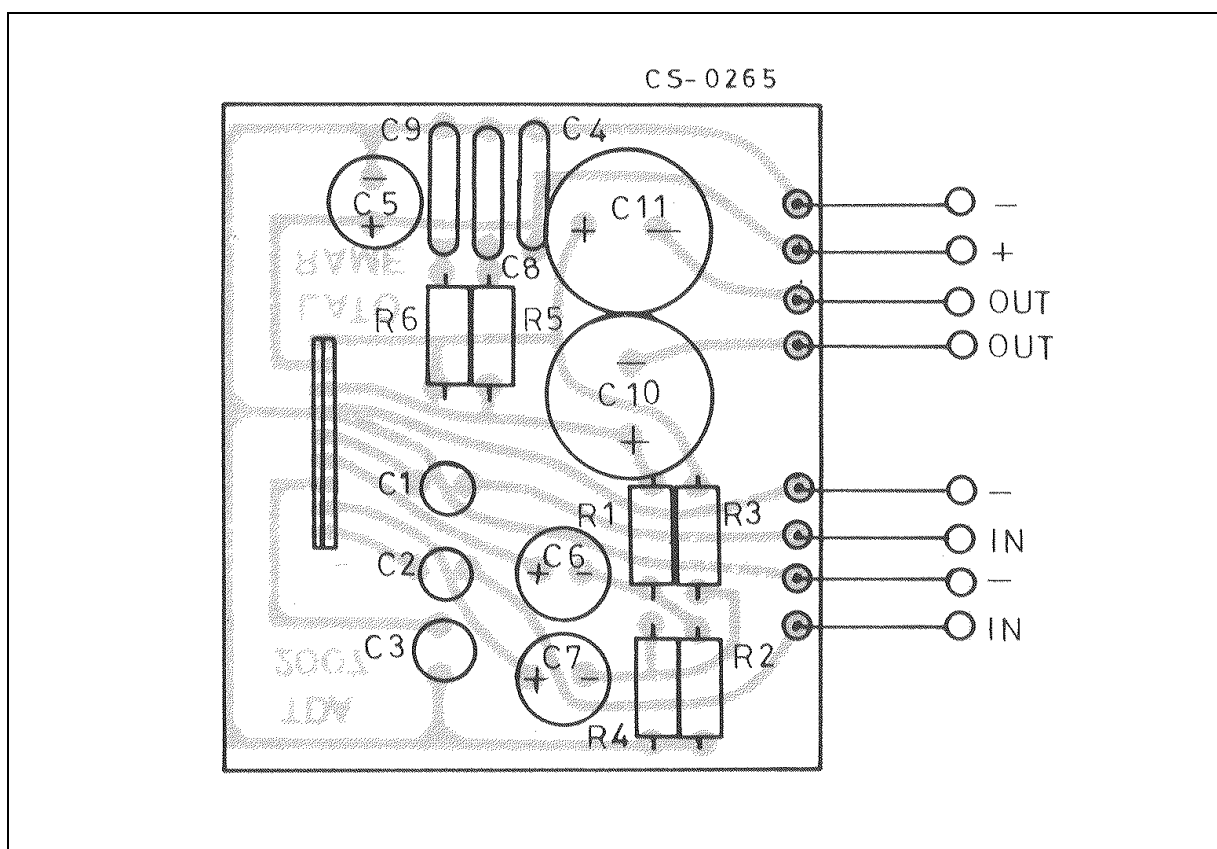 CS-0265
C9
C4
C5
C11
C8
RAME
LATO
R6
R5
C10
-
+
OUT
OUT
C1
R1
R3
C2
C6
C3
C7
R2
R4
2007
TDA
-
IN
-
IN